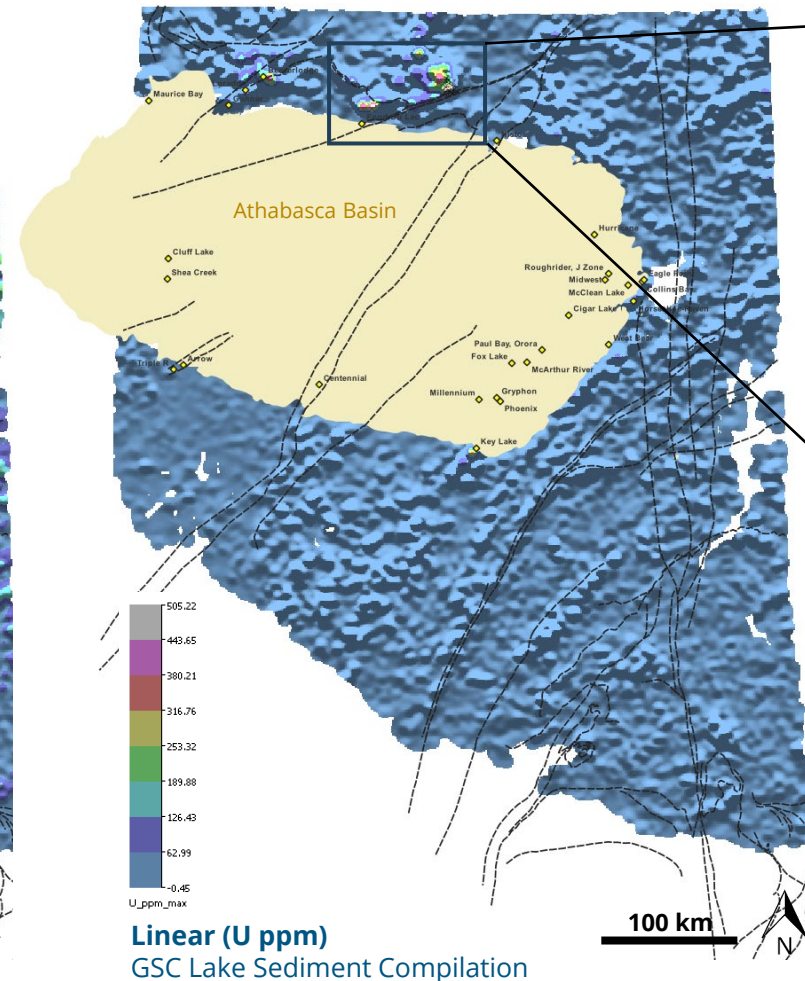 Maurice Bay
Athabasca Basin
Hurricane
Cluff Lake
Shea Creek
Roughrider, J Zone
Midwest
McClean Lake
Cigar Lake
Paul Bay, Orora
Fox Lake
McArthur River
Arrow
Centennial
Millennium
Gryphon
Phoenix
Key Lake
505.22
443.65
380.21
316.76
253.32
189.88
126.43
62.99
-0.45
U_ppm_max
Linear (U ppm)
GSC Lake Sediment Compilation
100 km
N